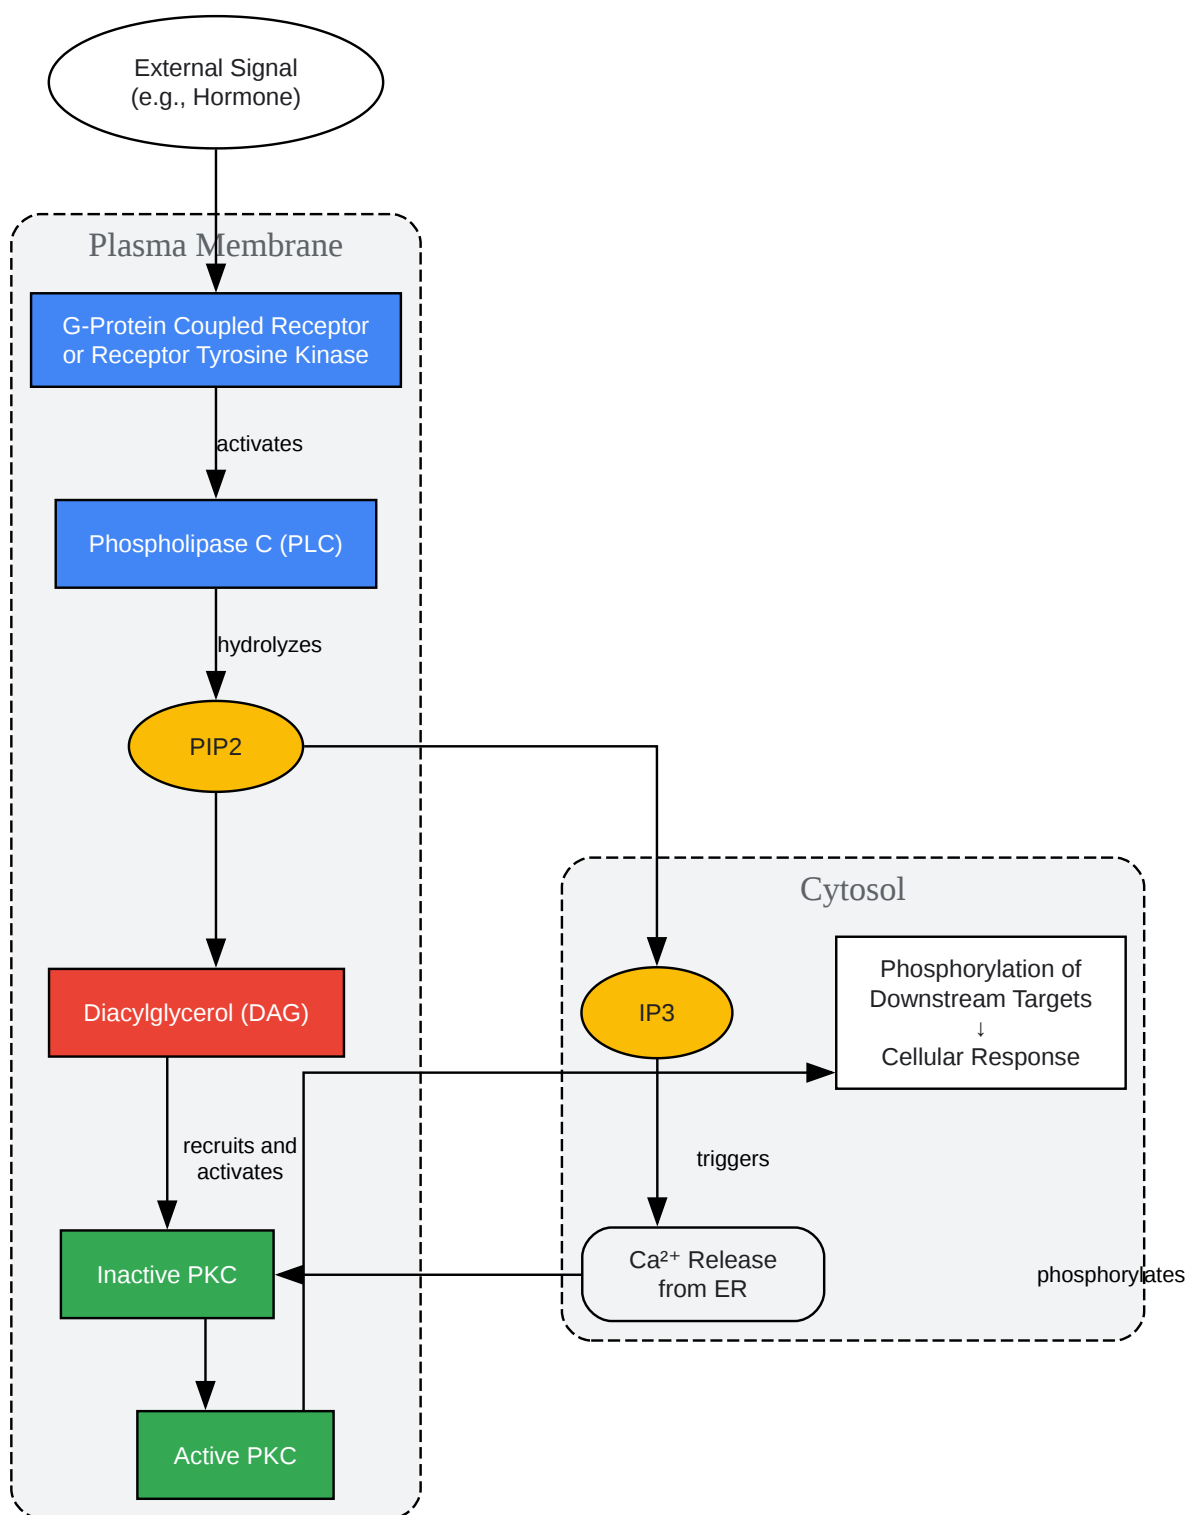 External Signal
(e.g., Hormone)
Plasma Membrane
G-Protein Coupled Receptor
or Receptor Tyrosine Kinase
activates
Phospholipase C (PLC)
hydrolyzes
PIP2
Cytosol
Phosphorylation of
Downstream Targets
↓
Cellular Response
Diacylglycerol (DAG)
IP3
recruits and
activates
triggers
Inactive PKC
Ca²⁺ Release
from ER
phosphorylates
Active PKC